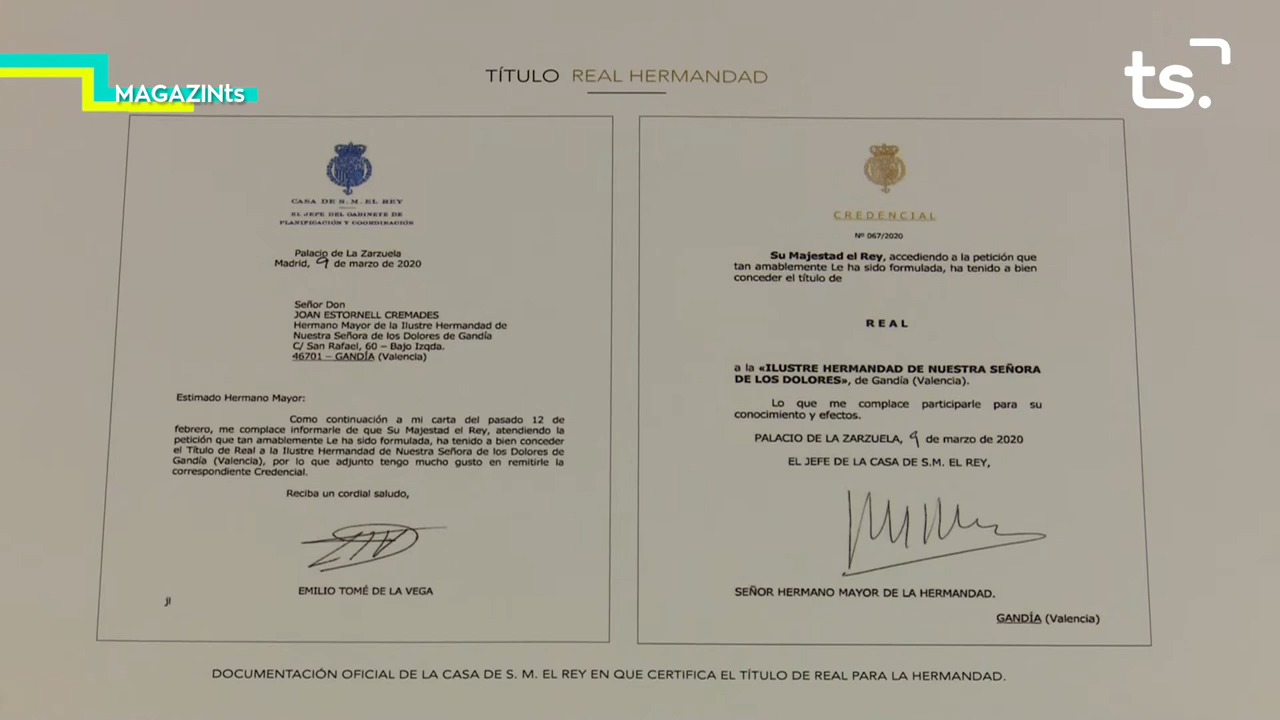 MAGAZINts
ts.
TÍTULO REAL HERMANDAD
CASA DE S. M. EL REY
EL JEFE DEL GABINETE DE
PLANIFICACIÓN Y COORDINACIÓN
Palacio de La Zarzuela
Madrid, 9 de marzo de 2020
Señor Don
JOAN ESTORNELL CREMADES
Hermano Mayor de la Ilustre Hermandad de
Nuestra Señora de los Dolores de Gandía
C/ San Rafael, 60 – Bajo Izqda.
46701 – GANDÍA (Valencia)
Estimado Hermano Mayor:
Como continuación a mi carta del pasado 12 de
febrero, me complace informarle de que Su Majestad el Rey, atendiendo la
petición que tan amablemente Le ha sido formulada, ha tenido a bien conceder
el Título de Real a la Ilustre Hermandad de Nuestra Señora de los Dolores de
Gandía (Valencia), por lo que adjunto tengo mucho gusto en remitirle la
correspondiente Credencial.
Reciba un cordial saludo,
EMILIO TOMÉ DE LA VEGA
jl
CREDENCIAL
Nº 067/2020
Su Majestad el Rey, accediendo a la petición que
tan amablemente Le ha sido formulada, ha tenido a bien
conceder el título de
REAL
a la «ILUSTRE HERMANDAD DE NUESTRA SEÑORA
DE LOS DOLORES», de Gandía (Valencia).
Lo que me complace participarle para su
conocimiento y efectos.
PALACIO DE LA ZARZUELA, 9 de marzo de 2020
EL JEFE DE LA CASA DE S.M. EL REY,
SEÑOR HERMANO MAYOR DE LA HERMANDAD.
GANDÍA (Valencia)
DOCUMENTACIÓN OFICIAL DE LA CASA DE S. M. EL REY EN QUE CERTIFICA EL TÍTULO DE REAL PARA LA HERMANDAD.